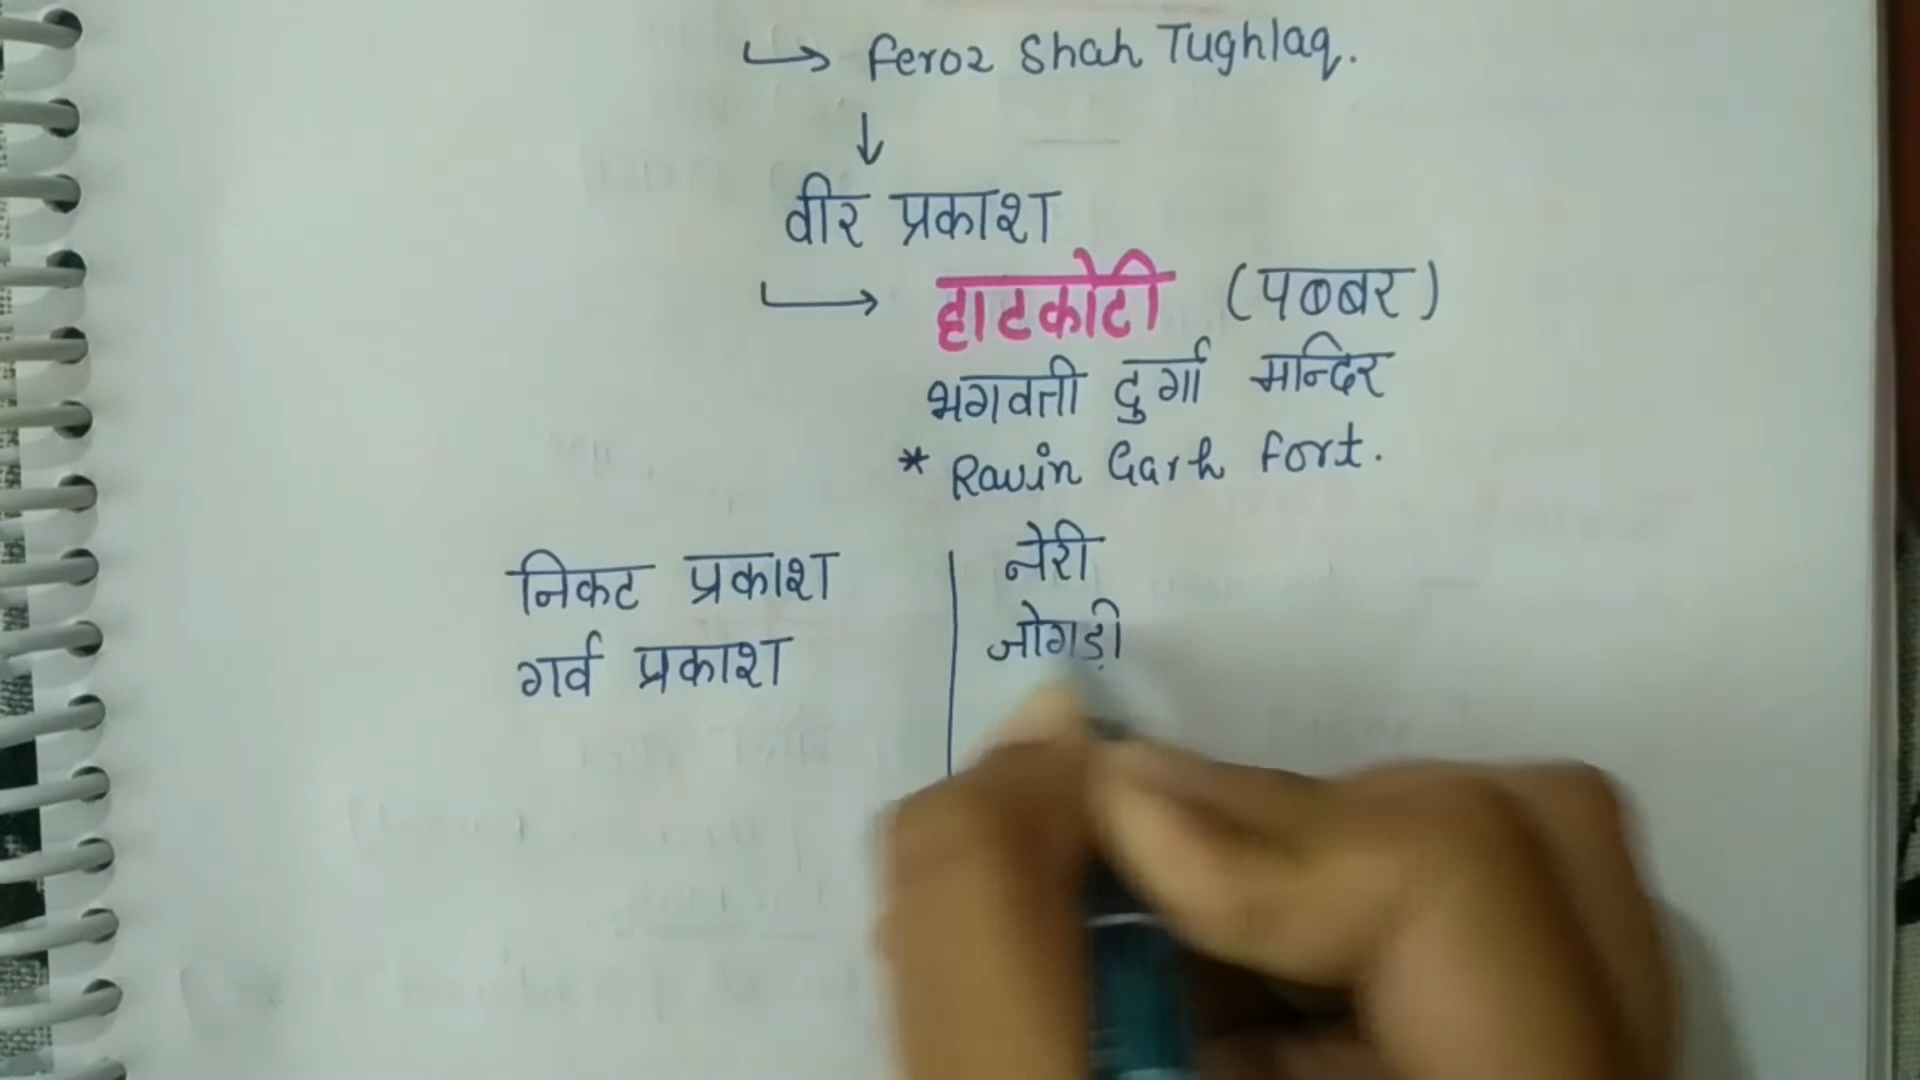 ↳ Feroz Shah Tughlaq.
↓
वीर प्रकाश
↳ हाटकोटी (पब्बर)
भगवती दुर्गा मन्दिर
* Ravin Garh Fort.
निकट प्रकाश | नेरी
गर्व प्रकाश | जोगड़ी